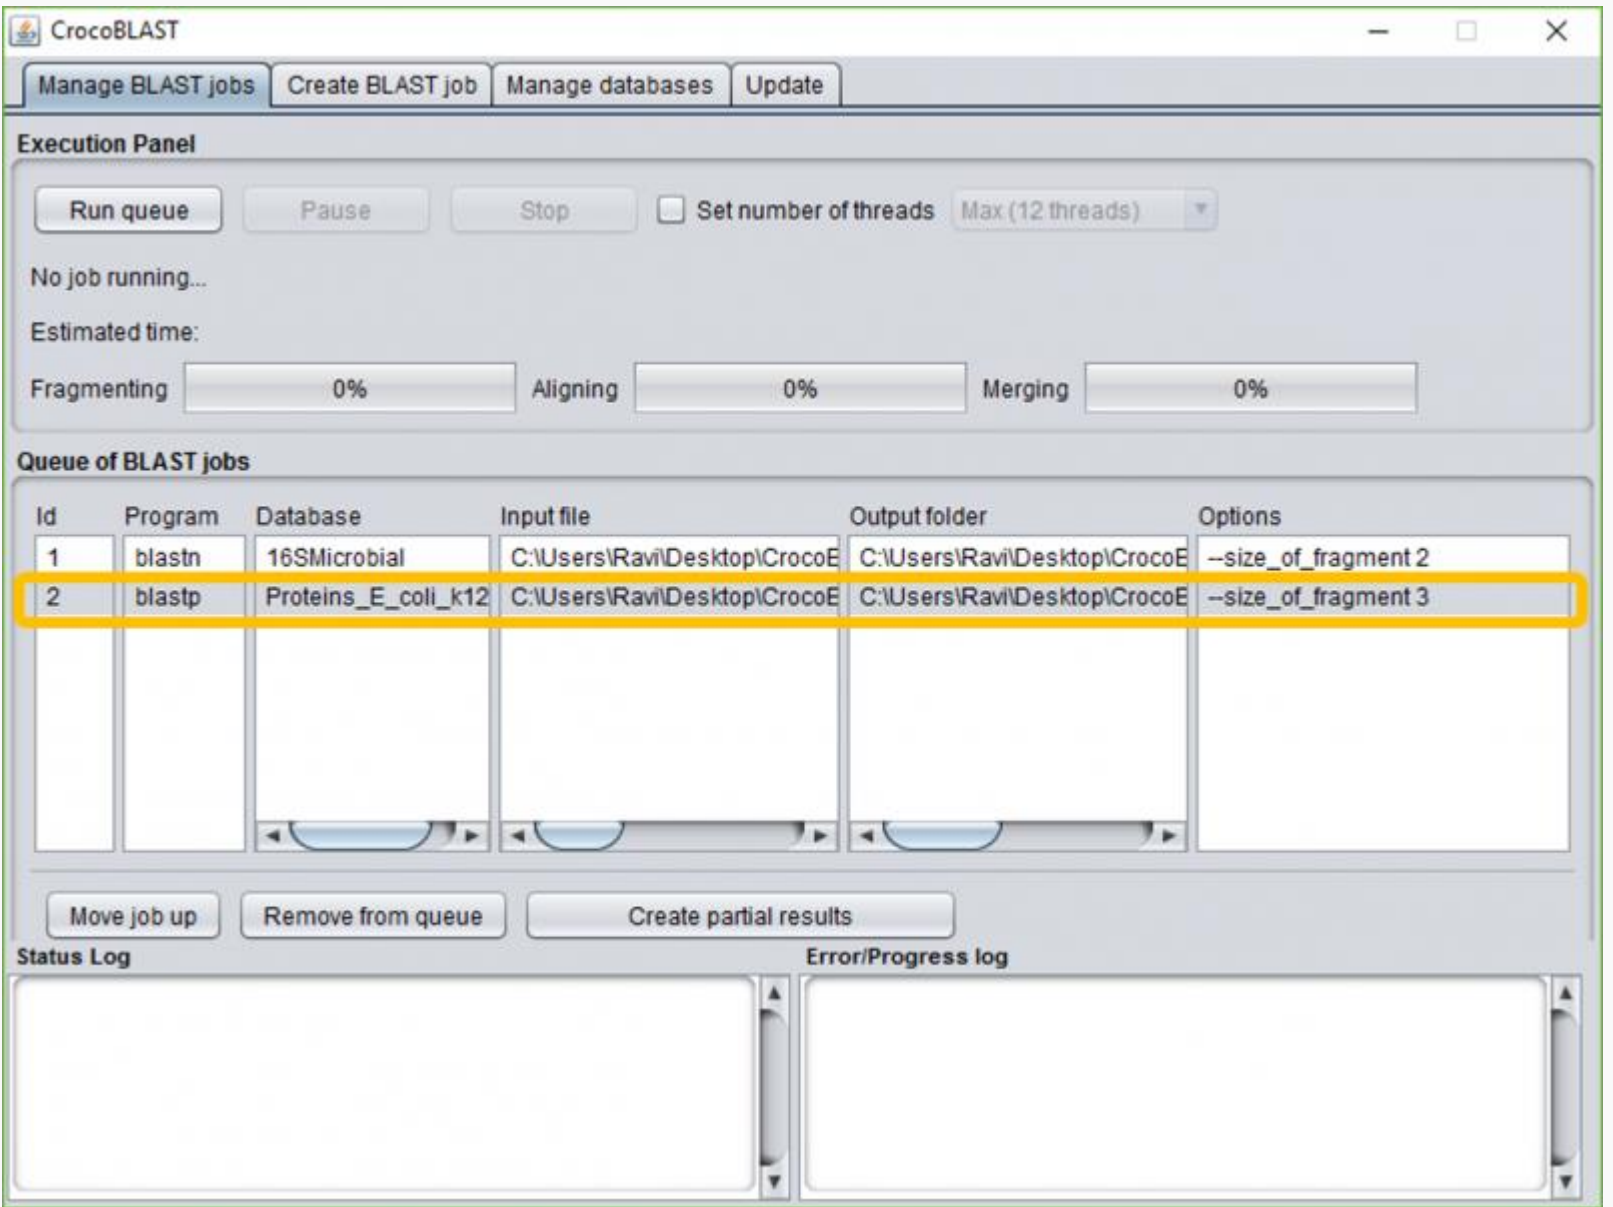 CrocoBLAST
Manage BLAST jobs Create BLAST job Manage databases Update
Execution Panel
Run queue Pause Stop Set number of threads Max (12 threads)
No job running...
Estimated time:
Fragmenting 0% Aligning 0% Merging 0%
Queue of BLAST jobs
Id Program Database Input file Output folder Options
1 blastn 16SMicrobial C:\Users\Ravi\Desktop\CrocoE C:\Users\Ravi\Desktop\CrocoE --size_of_fragment 2
2 blastp Proteins_E_coli_k12 C:\Users\Ravi\Desktop\CrocoE C:\Users\Ravi\Desktop\CrocoE --size_of_fragment 3
Move job up Remove from queue Create partial results
Status Log Error/Progress log